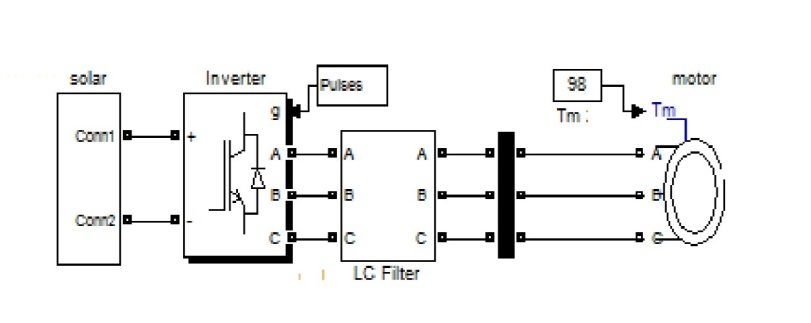 solar
Inverter
Pulses
98
motor
Conn1
+
g
Tm :
Tm
A
A
A
A
B
B
B
B
Conn2
-
C
C
C
C
LC Filter